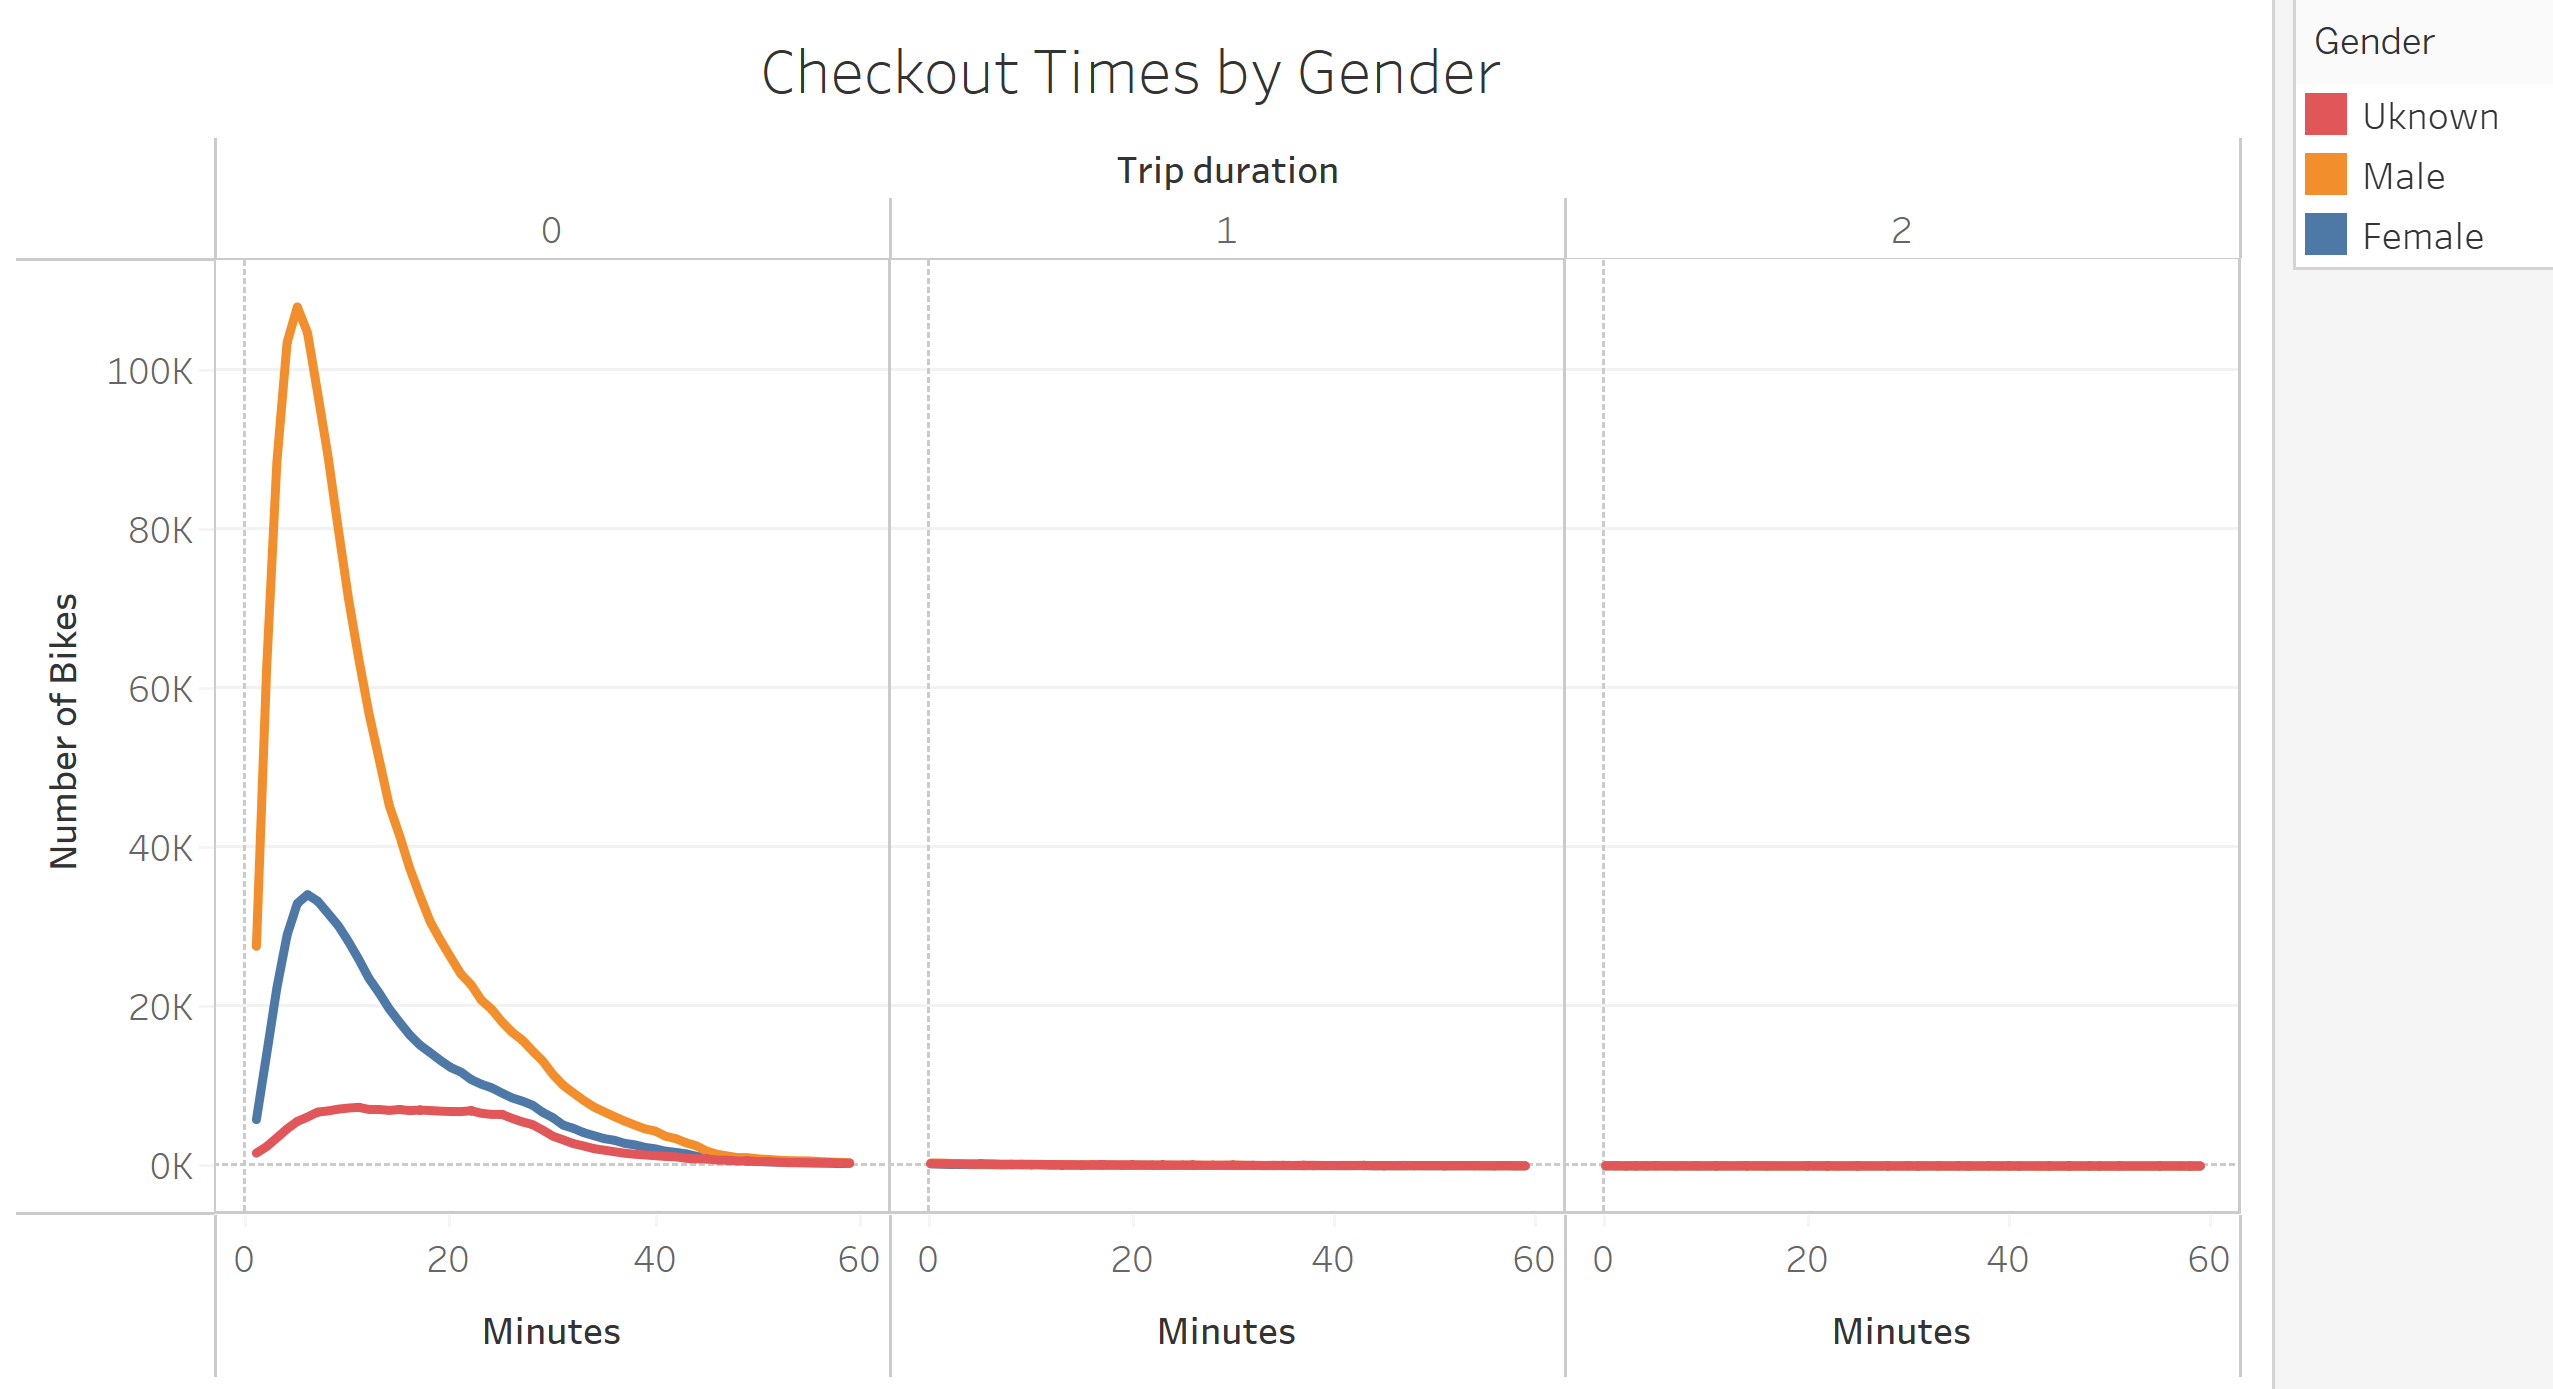 Checkout Times by Gender
Gender
Uknown
Male
Female
Trip duration
0 1 2
Number of Bikes
100K
80K
60K
40K
20K
0K
0 20 40 60 0 20 40 60 0 20 40 60
Minutes Minutes Minutes